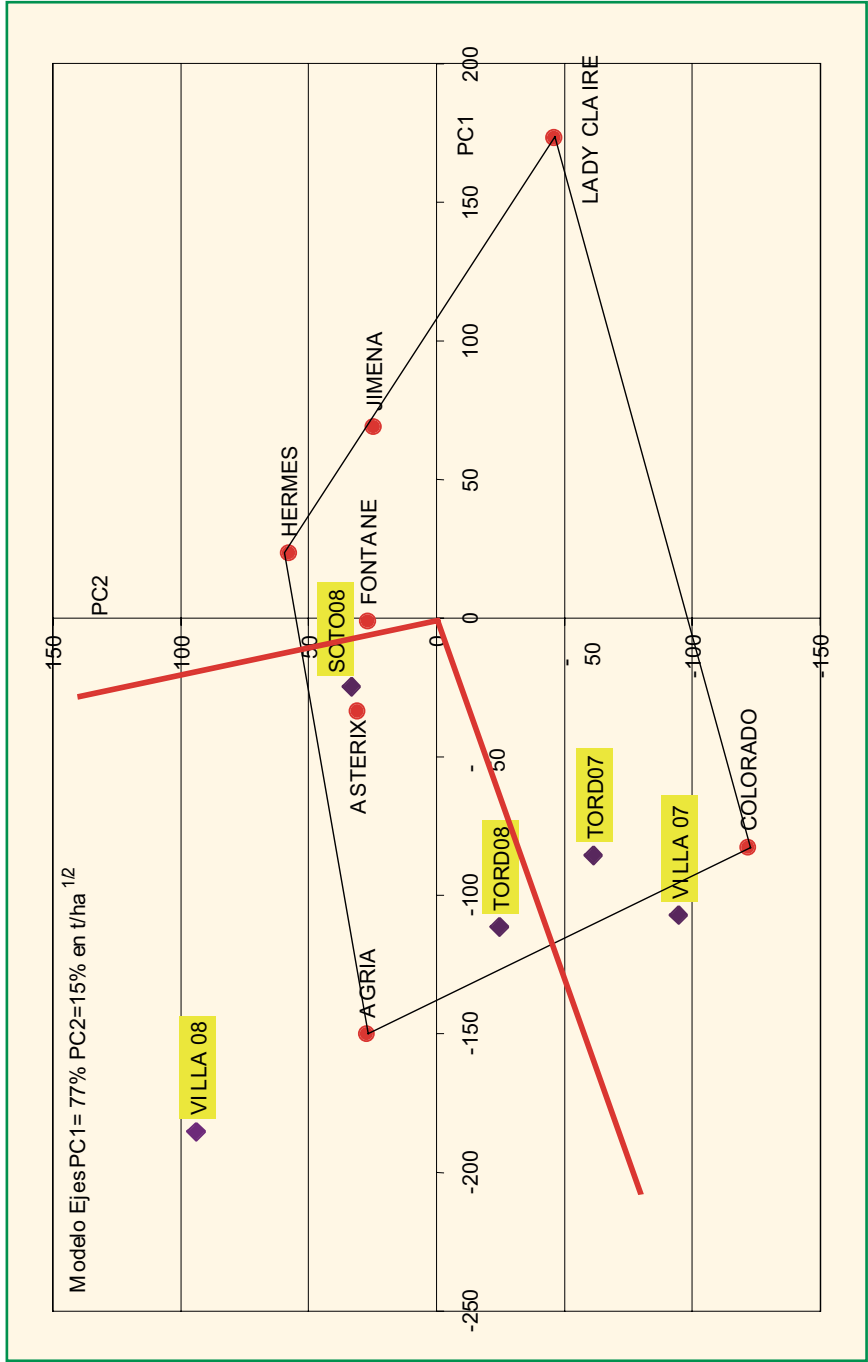 Modelo EjesPC1= 77% PC2=15% en t/ha 1/2
150
PC2
VILLA 08
100
HERMES
50
SOTO08
AGRIA
ASTERIX
FONTANE
JIMENA
-250
-200
-150
-100
- 50
0
0
50
100
150
200
PC1
TORD08
- 50
TORD07
LADY CLAIRE
VILLA 07
-100
COLORADO
-150